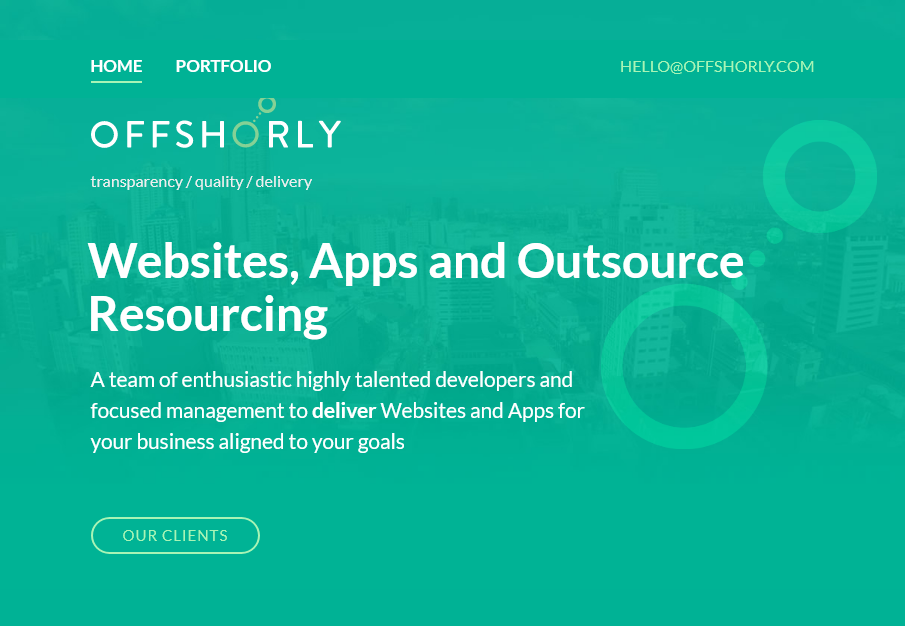 HOME PORTFOLIO HELLO@OFFSHORLY.COM
OFFSHORLY
transparency / quality / delivery
Websites, Apps and Outsource
Resourcing
A team of enthusiastic highly talented developers and
focused management to deliver Websites and Apps for
your business aligned to your goals
OUR CLIENTS